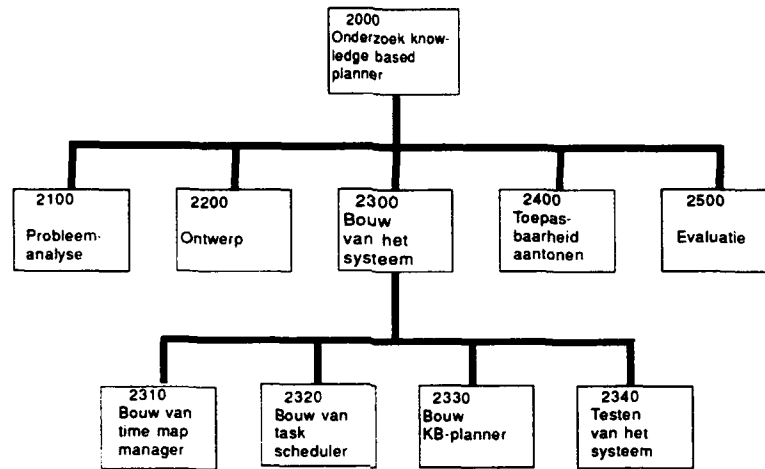 2000
Onderzoek know-
ledge based
planner
2100
Probleem-
analyse
2200
Ontwerp
2300
Bouw
van het
systeem
2400
Toepas-
baarheid
aantonen
2500
Evaluatie
2310
Bouw van
time map
manager
2320
Bouw van
task
scheduler
2330
Bouw
KB-planner
2340
Testen
van het
systeem